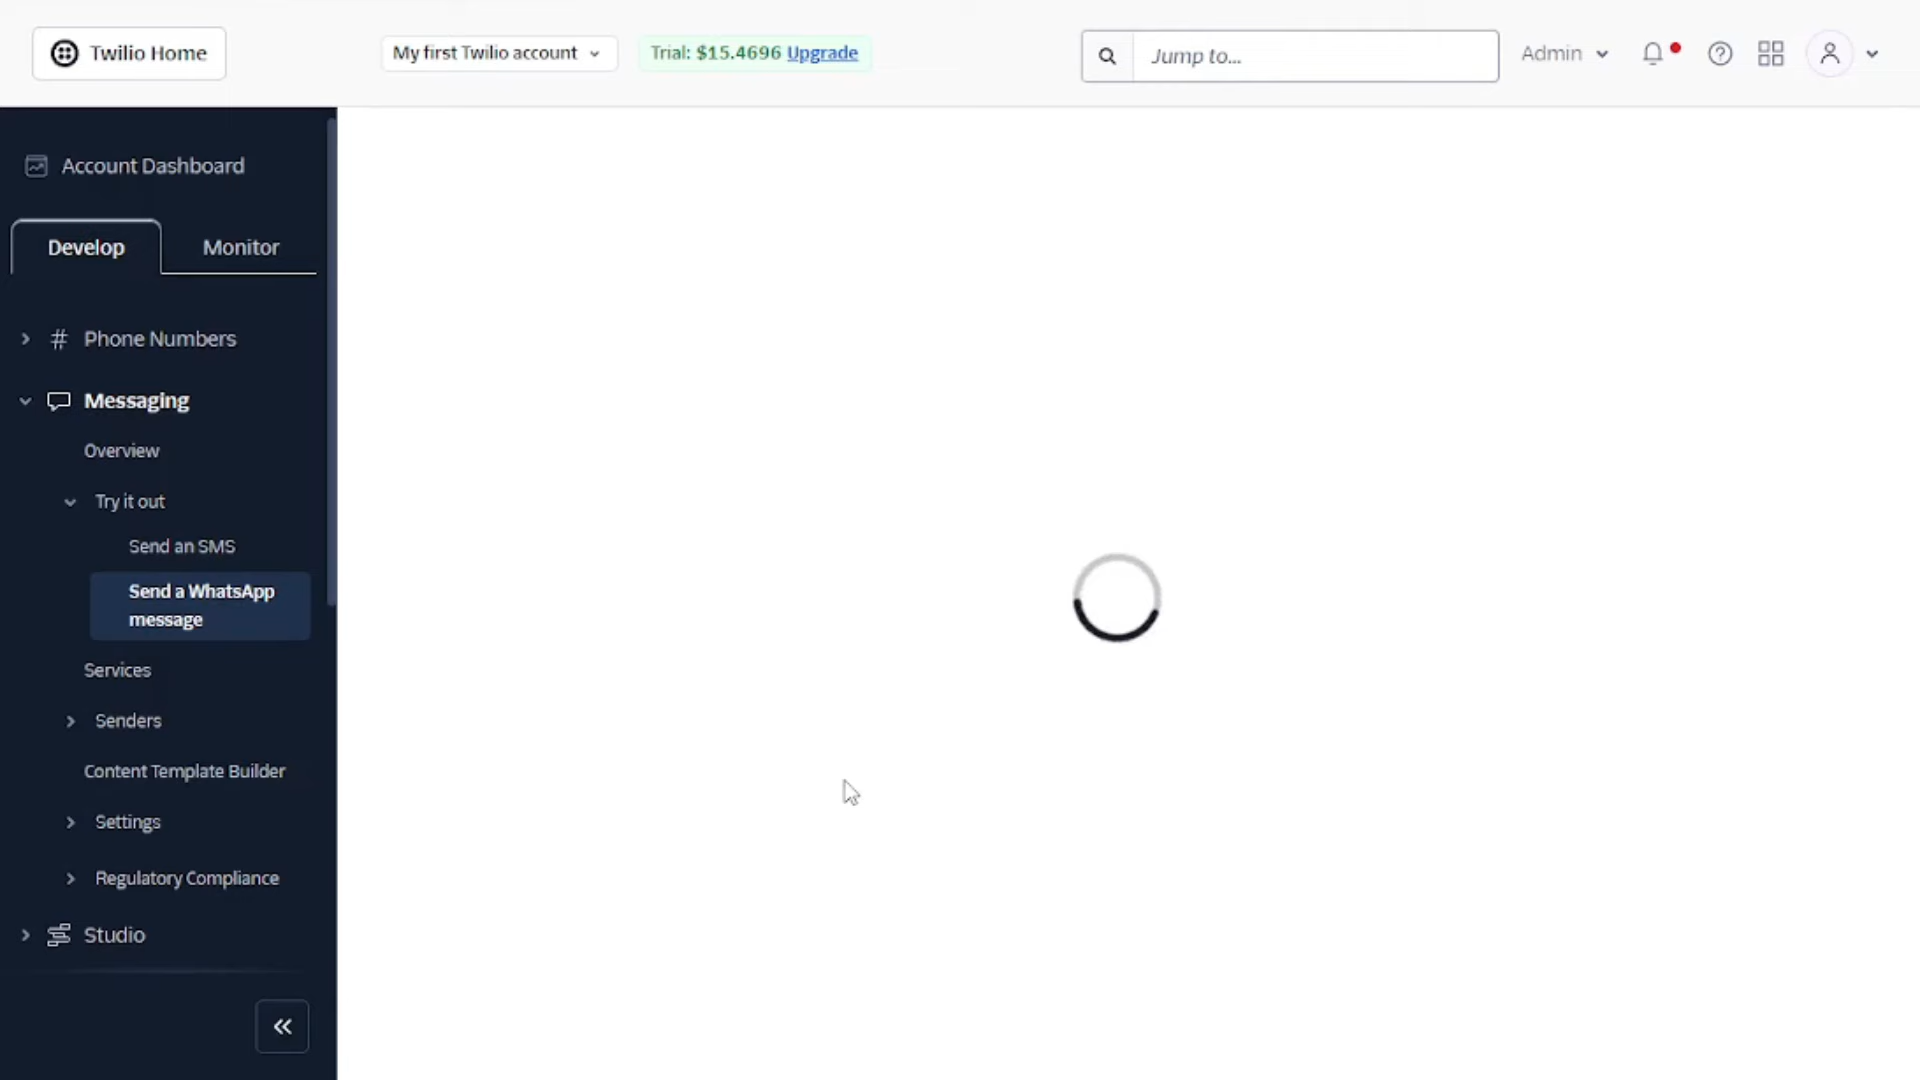 Twilio Home
My first Twilio account
Trial: $15.4696 Upgrade
Jump to...
Admin
Account Dashboard
Develop
Monitor
Phone Numbers
Messaging
Overview
Try it out
Send an SMS
Send a WhatsApp
message
Services
Senders
Content Template Builder
Settings
Regulatory Compliance
Studio